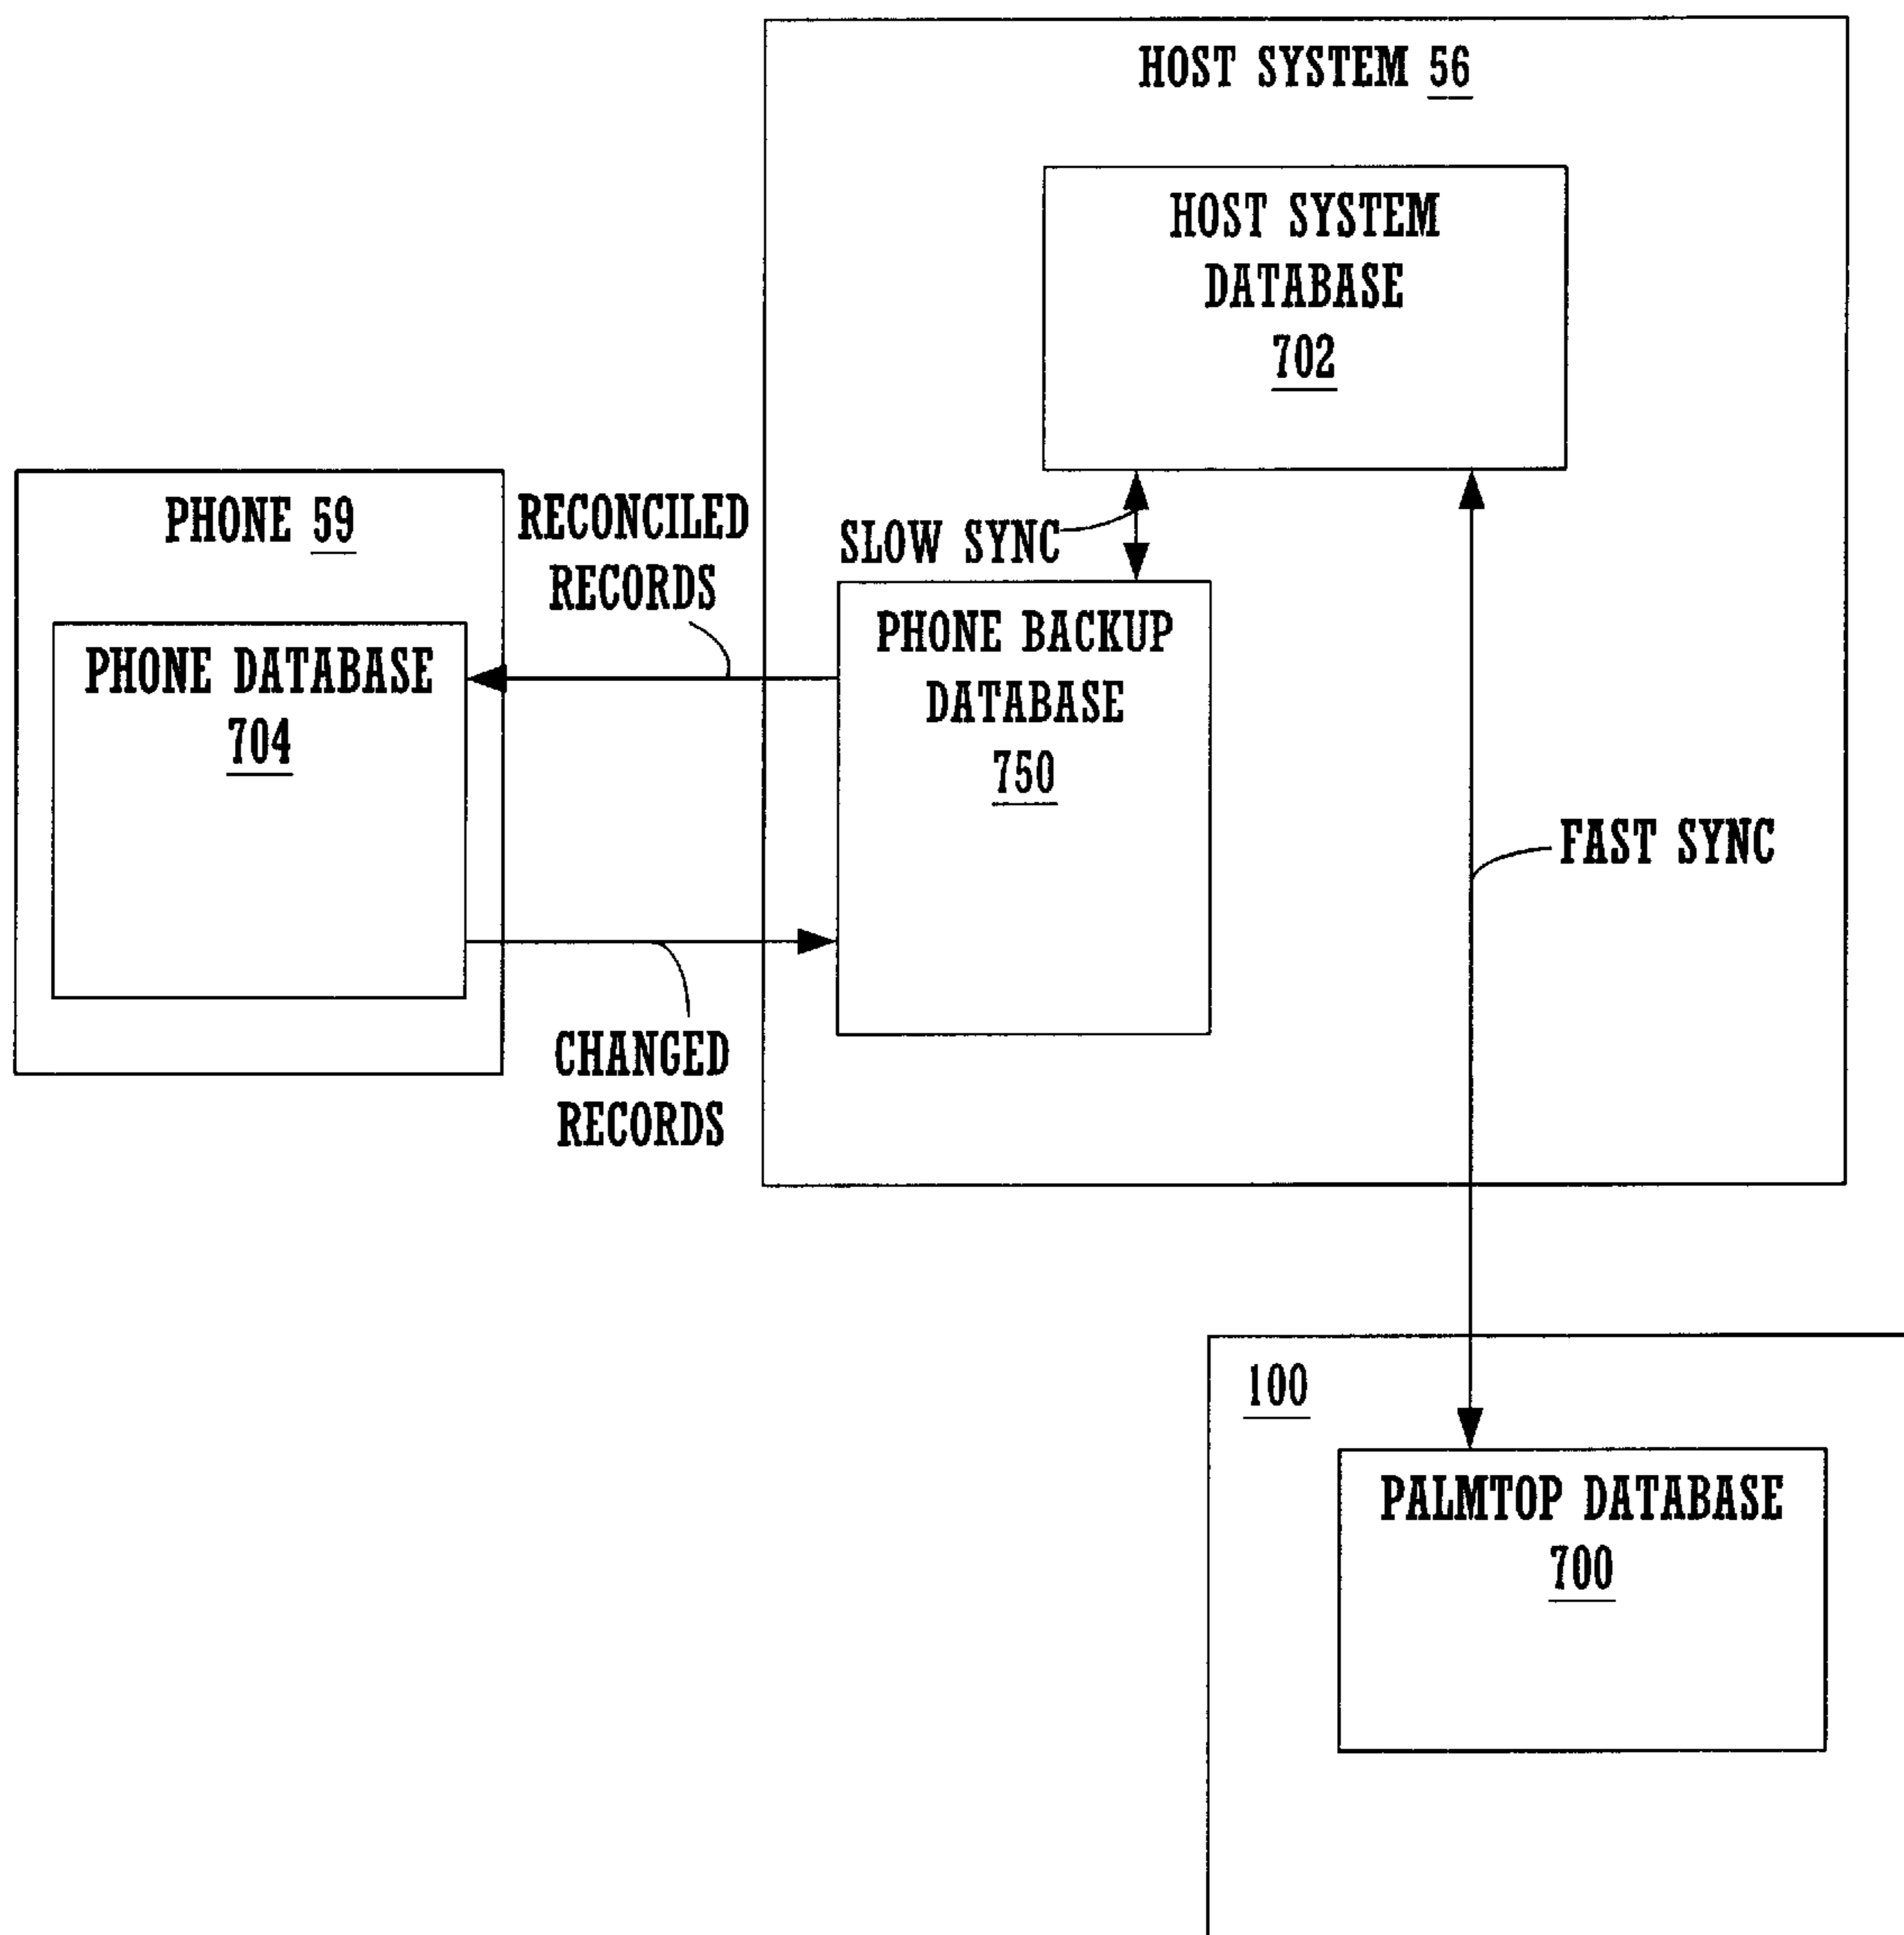 HOST SYSTEM 56
HOST SYSTEM
DATABASE
702
PHONE 59
RECONCILED
RECORDS
SLOW SYNC
PHONE DATABASE
704
PHONE BACKUP
DATABASE
750
FAST SYNC
CHANGED
RECORDS
100
PALMTOP DATABASE
700